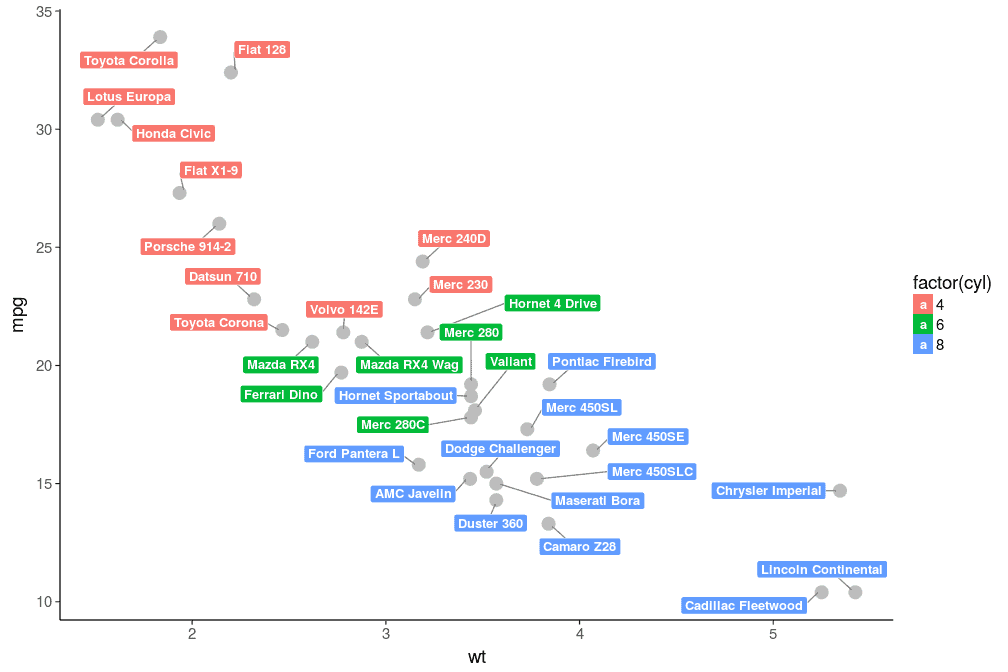 35
Toyota Corolla
Fiat 128
Lotus Europa
30
Honda Civic
Fiat X1-9
Merc 240D
Porsche 914-2
25
Datsun 710
Merc 230
factor(cyl)
Hornet 4 Drive
a 4
Volvo 142E
mpg
Toyota Corona
a 6
Merc 280
a 8
Mazda RX4
Mazda RX4 Wag
Valiant
Pontiac Firebird
20
Ferrari Dino
Hornet Sportabout
Merc 450SL
Merc 280C
Merc 450SE
Dodge Challenger
Ford Pantera L
Merc 450SLC
15
AMC Javelin
Chrysler Imperial
Maserati Bora
Duster 360
Camaro Z28
Lincoln Continental
10
Cadillac Fleetwood
2 3 4 5
wt